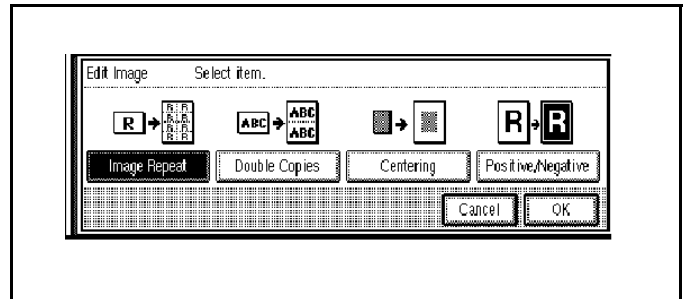 Edit Image Select item.
R R R R R R R R R ABC ABC ABC R R
Image Repeat Double Copies Centering Positive/Negative
Cancel OK